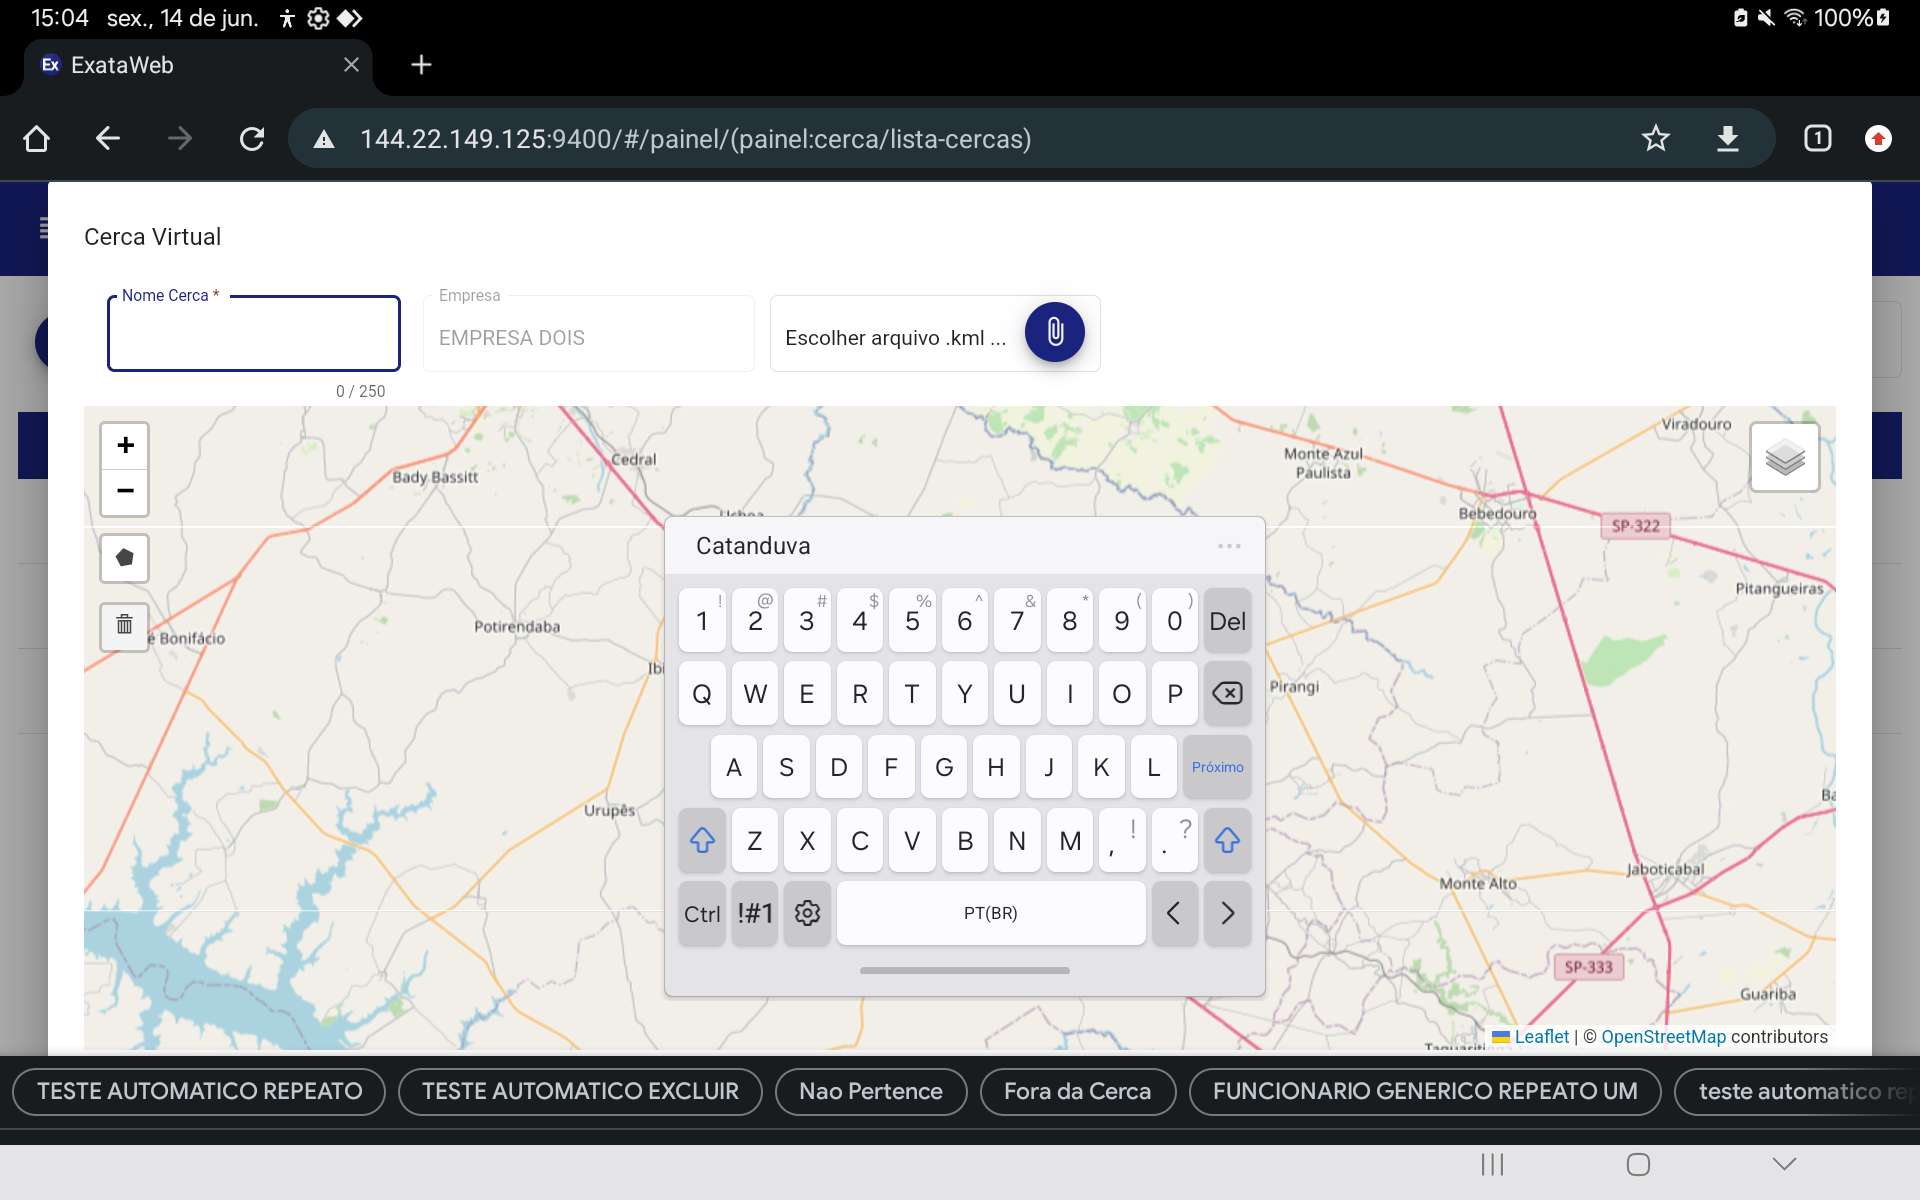 15:04 sex., 14 de jun.
100%
Ex ExataWeb
144.22.149.125:9400/#/painel/(painel:cerca/lista-cercas)
1
Cerca Virtual
Nome Cerca *
Empresa
EMPRESA DOIS
Escolher arquivo .kml ...
0 / 250
+
−
Viradouro
Cedral
Monte Azul
Paulista
Bady Bassitt
Bebedouro
SP-322
Pitangueiras
Potirendaba
é Bonifácio
Ibi
Pirangi
Urupês
Ba
Jaboticabal
Monte Alto
SP-333
Guariba
Leaflet | © OpenStreetMap contributors
Catanduva
...
! @ # $ % ^ & * ( )
1 2 3 4 5 6 7 8 9 0 Del
Q W E R T Y U I O P
A S D F G H J K L Próximo
Z X C V B N M , ! . ?
Ctrl !#1 PT(BR) < >
TESTE AUTOMATICO REPEATO
TESTE AUTOMATICO EXCLUIR
Nao Pertence
Fora da Cerca
FUNCIONARIO GENERICO REPEATO UM
teste automatico rep